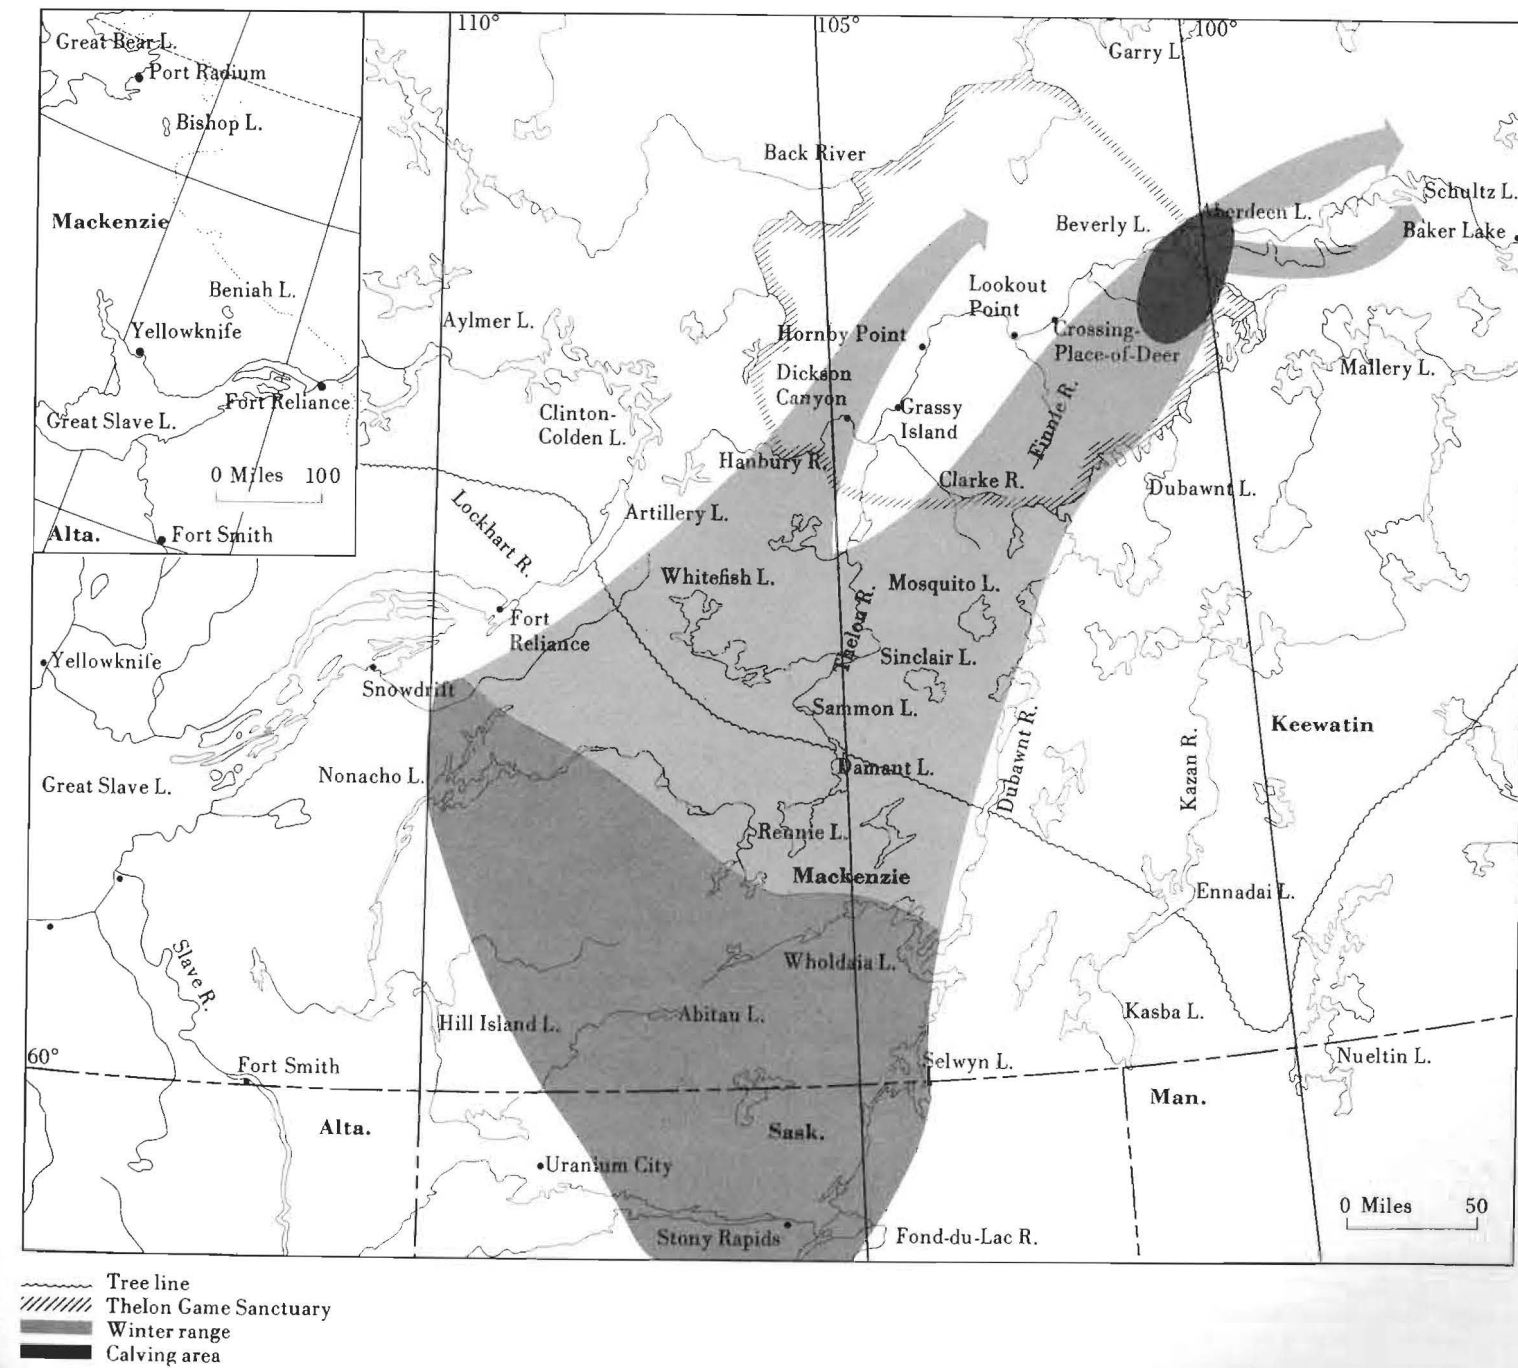 110°
105°
100°
Great Bear L.
Port Radium
Bishop L.
Mackenzie
Beniah L.
Yellowknife
Fort Reliance
Great Slave L.
0 Miles 100
Alta.
Fort Smith
Garry L
Back River
Schultz L.
Aberdeen L.
Beverly L.
Baker Lake
Lookout
Point
Aylmer L.
Hornby Point
Crossing-
Place-of-Deer
Mallery L.
Dickson
Canyon
Clinton-
Colden L.
Grassy
Island
Finnie R.
Hanbury R.
Clarke R.
Dubawnt L.
Lockhart R.
Artillery L.
Whitefish L.
Mosquito L.
Thelon R.
Fort
Reliance
Yellowknife
Sinclair L.
Snowdrift
Sammon L.
Keewatin
Dubawnt R.
Kazan R.
Damant L.
Nonacho L.
Great Slave L.
Rennie L.
Mackenzie
Ennadai L.
Slave R.
Wholdaia L.
Abitau L.
Hill Island L.
Kasba L.
60°
Fort Smith
Selwyn L.
Nueltin L.
Man.
Alta.
Sask.
Uranium City
0 Miles 50
Stony Rapids
Fond-du-Lac R.
Tree line
Thelon Game Sanctuary
Winter range
Calving area